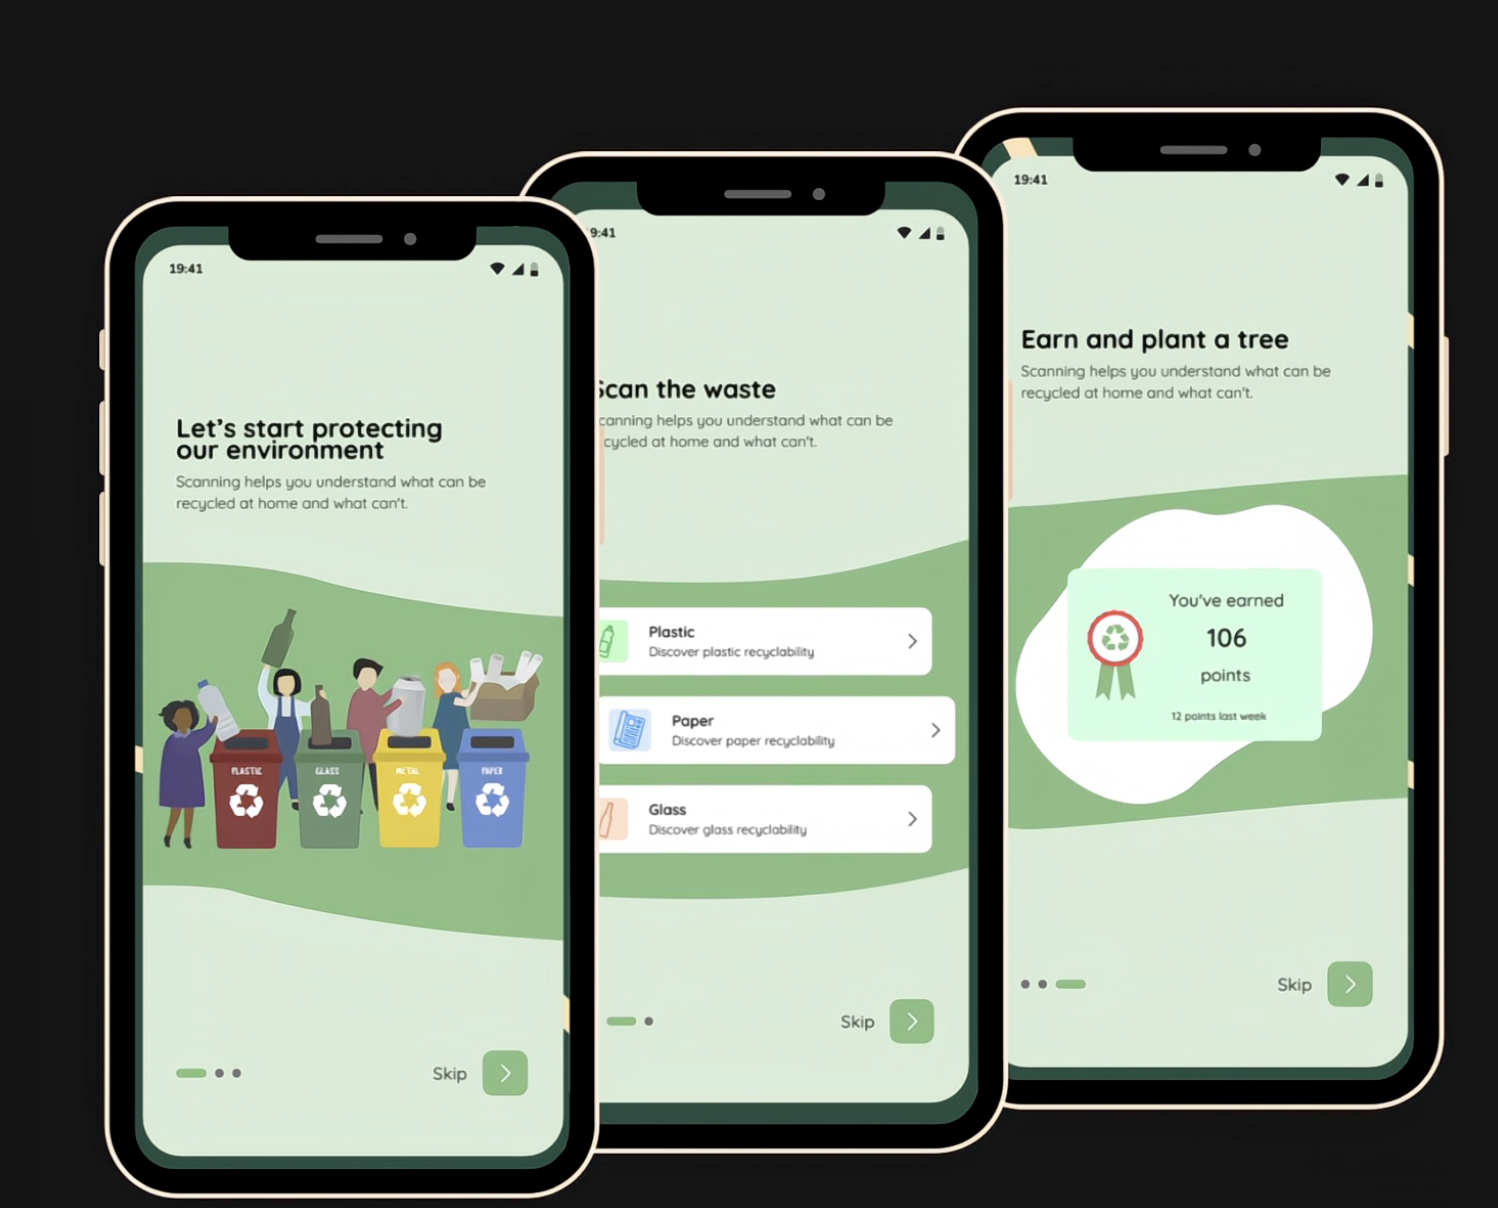 19:41
Let's start protecting
our environment
Scanning helps you understand what can be
recycled at home and what can't.
PLASTIC
GLASS
METAL
PAPER
Skip
9:41
Scan the waste
canning helps you understand what can be
cycled at home and what can't.
Plastic
Discover plastic recyclability
Paper
Discover paper recyclability
Glass
Discover glass recyclability
Skip
19:41
Earn and plant a tree
Scanning helps you understand what can be
recycled at home and what can't.
You've earned
106
points
12 points last week
Skip